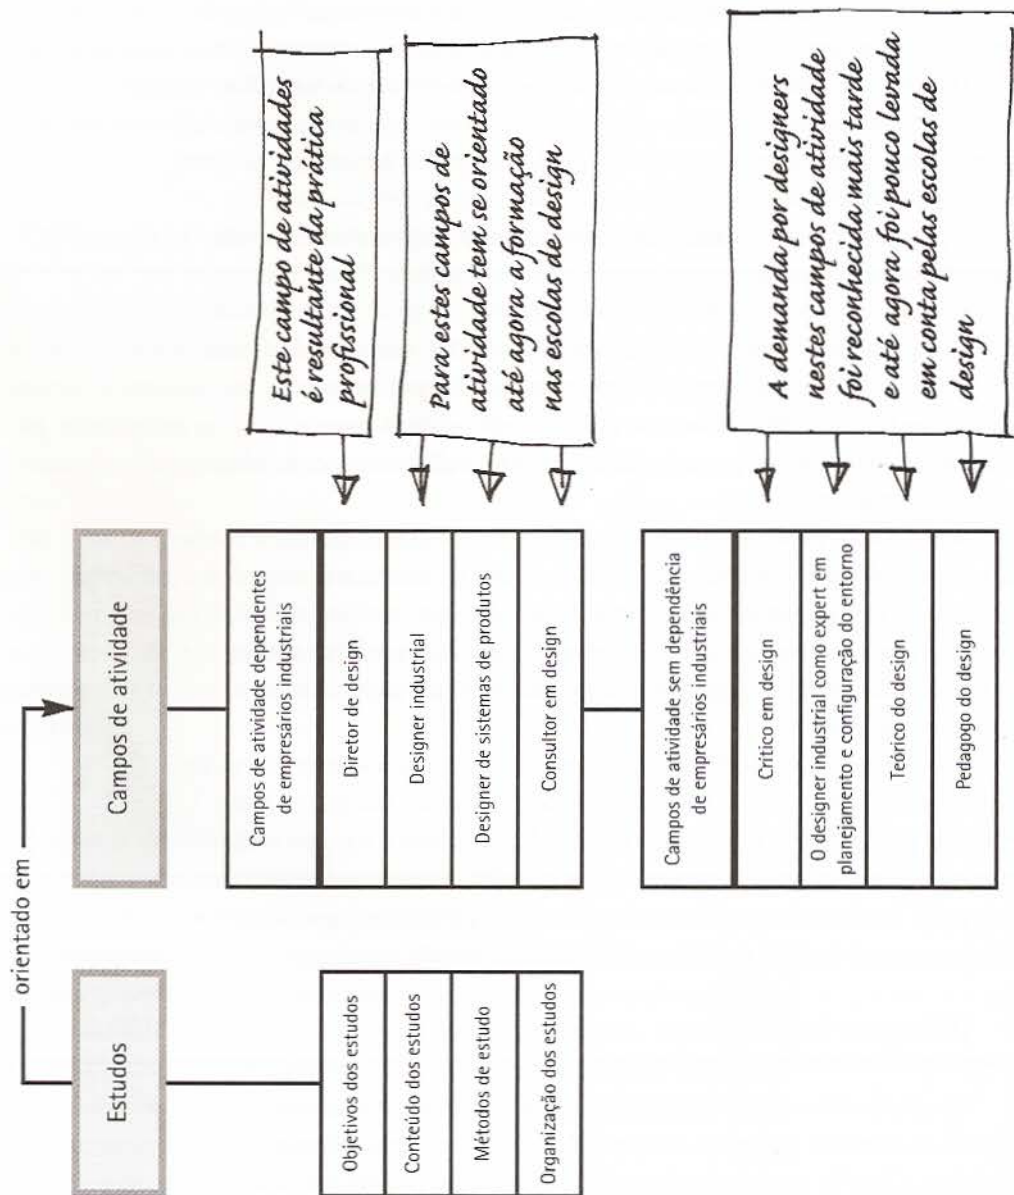 orientado em
Estudos
Objetivos dos estudos
Conteúdo dos estudos
Métodos de estudo
Organização dos estudos
Campos de atividade
Campos de atividade dependentes
de empresários industriais
Diretor de design
Designer industrial
Designer de sistemas de produtos
Consultor em design
Campos de atividade sem dependência
de empresários industriais
Crítico em design
O designer industrial como expert em
planejamento e configuração do entorno
Teórico do design
Pedagogo do design
Este campo de atividades
é resultante da prática
profissional
Para estes campos de
atividade tem se orientado
até agora a formação
nas escolas de design
A demanda por designers
nestes campos de atividade
foi reconhecida mais tarde
e até agora foi pouco levada
em conta pelas escolas de
design